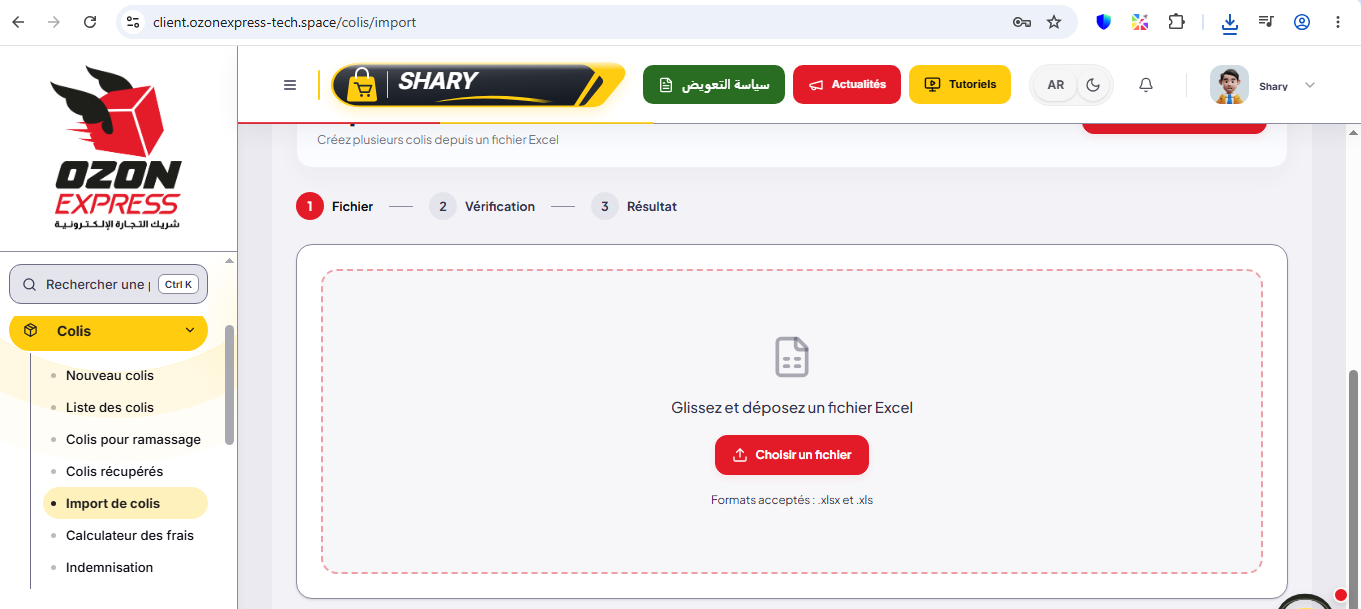 client.ozonexpress-tech.space/colis/import
OZON
EXPRESS
شريك التجارة الإلكترونية
SHARY
سياسة التعويض
Actualités
Tutoriels
AR
Shary
Créez plusieurs colis depuis un fichier Excel
1 Fichier
2 Vérification
3 Résultat
Rechercher une
Ctrl K
Colis
Nouveau colis
Liste des colis
Colis pour ramassage
Colis récupérés
Import de colis
Calculateur des frais
Indemnisation
Glissez et déposez un fichier Excel
Choisir un fichier
Formats acceptés : .xlsx et .xls